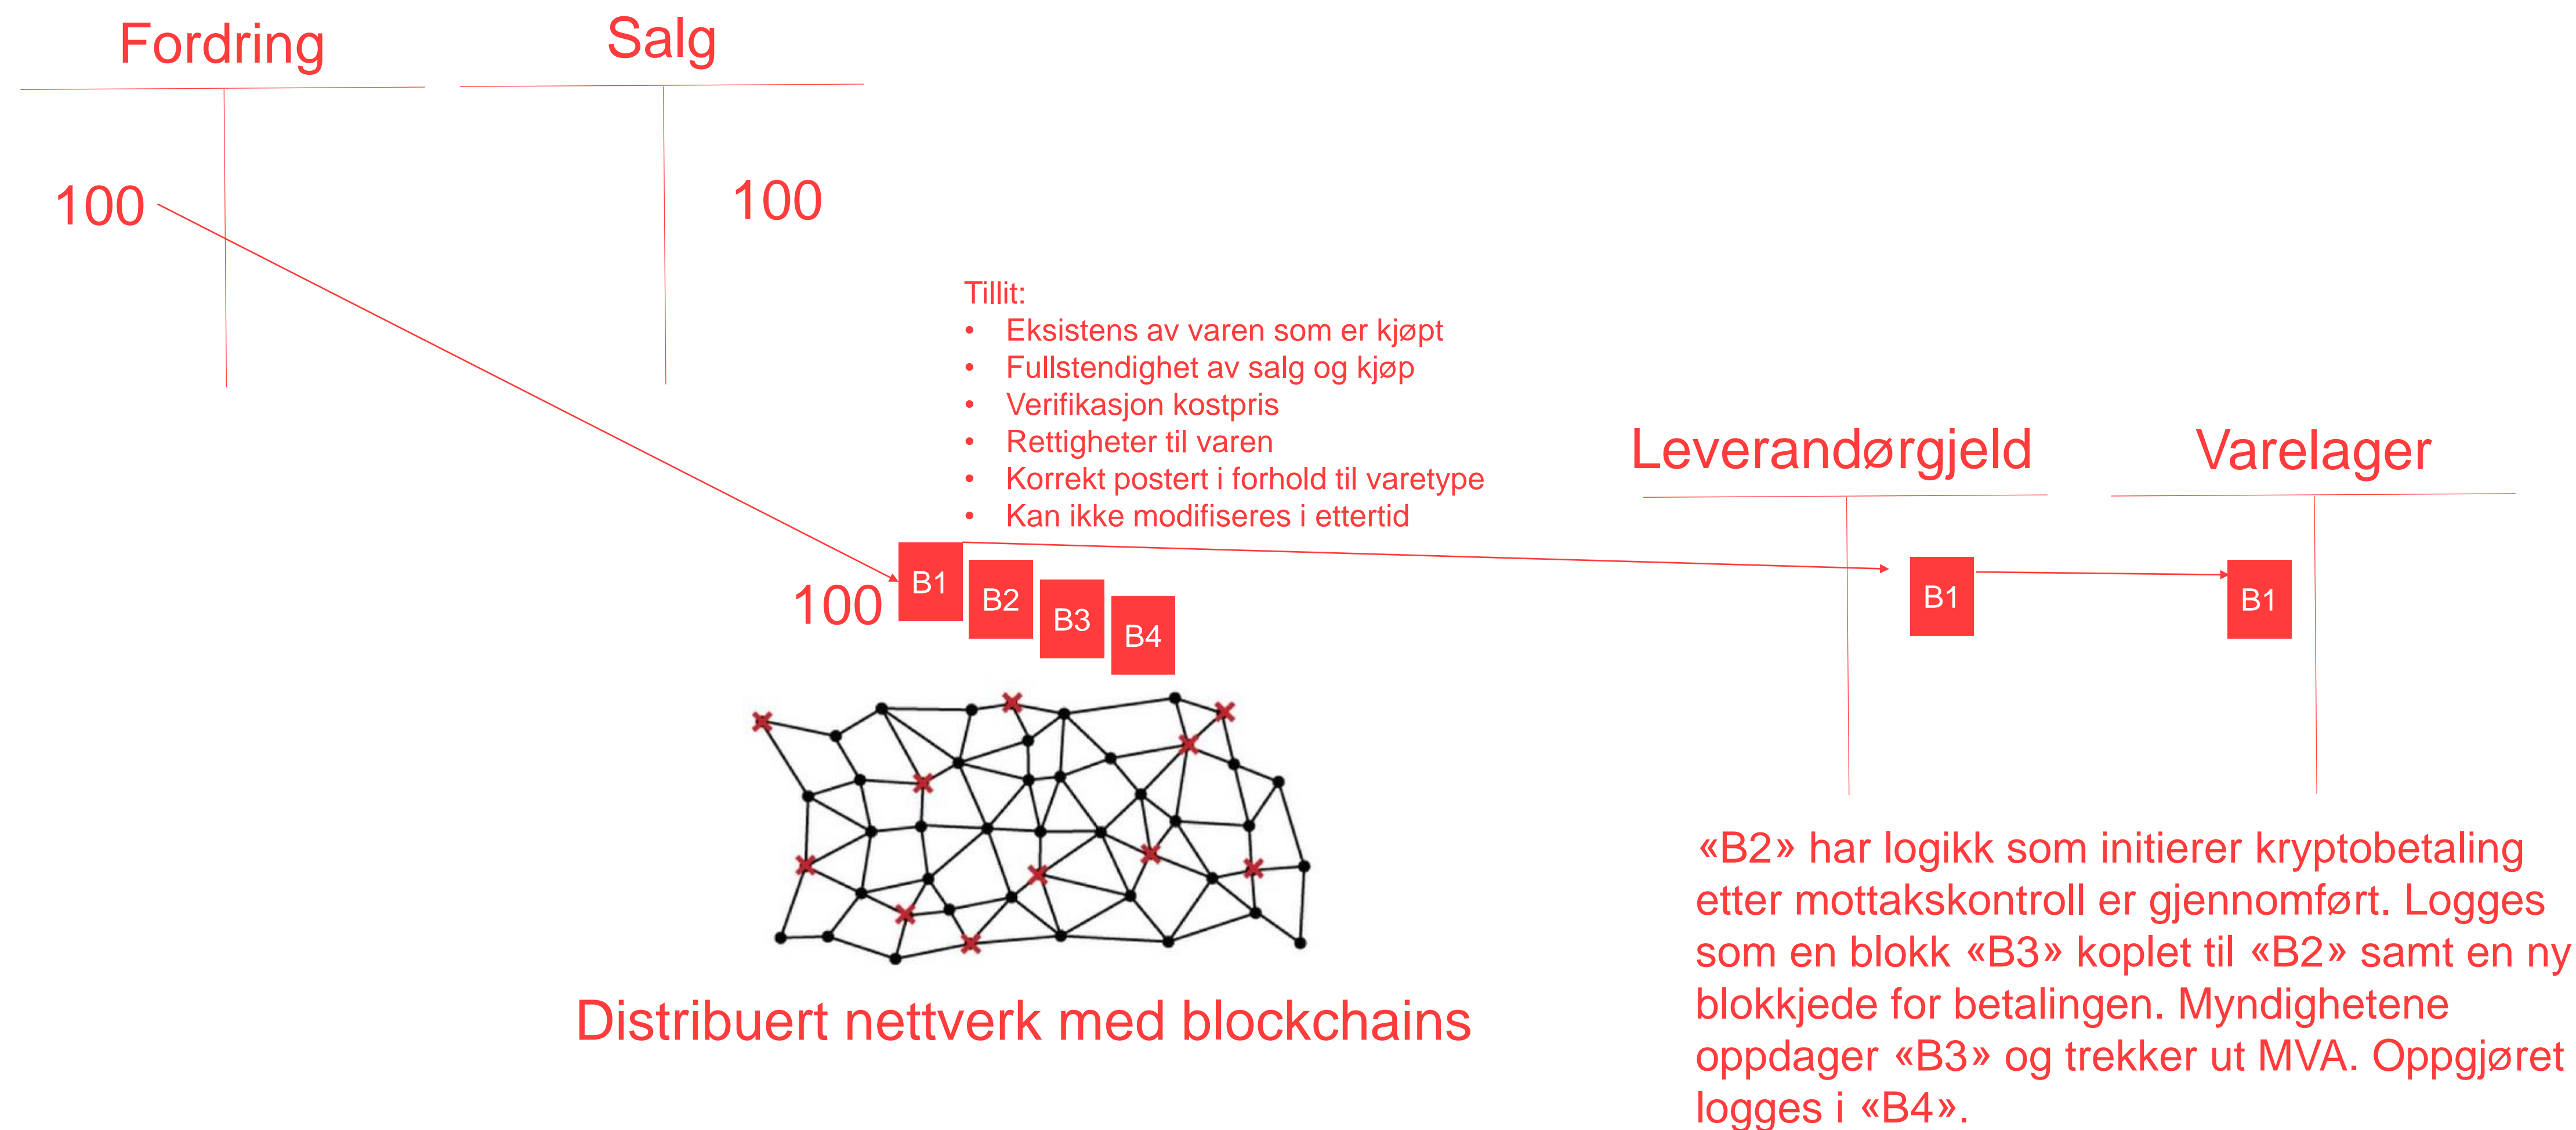 Fordring
Salg
100
100
Tillit:
• Eksistens av varen som er kjøpt
• Fullstendighet av salg og kjøp
• Verifikasjon kostpris
• Rettigheter til varen
• Korrekt postert i forhold til varetype
• Kan ikke modifiseres i ettertid
Leverandørgjeld
Varelager
100
B1
B2
B3
B4
B1
B1
Distribuert nettverk med blockchains
«B2» har logikk som initierer kryptobetaling
etter mottakskontroll er gjennomført. Logges
som en blokk «B3» koplet til «B2» samt en ny
blokkjede for betalingen. Myndighetene
oppdager «B3» og trekker ut MVA. Oppgjøret
logges i «B4».